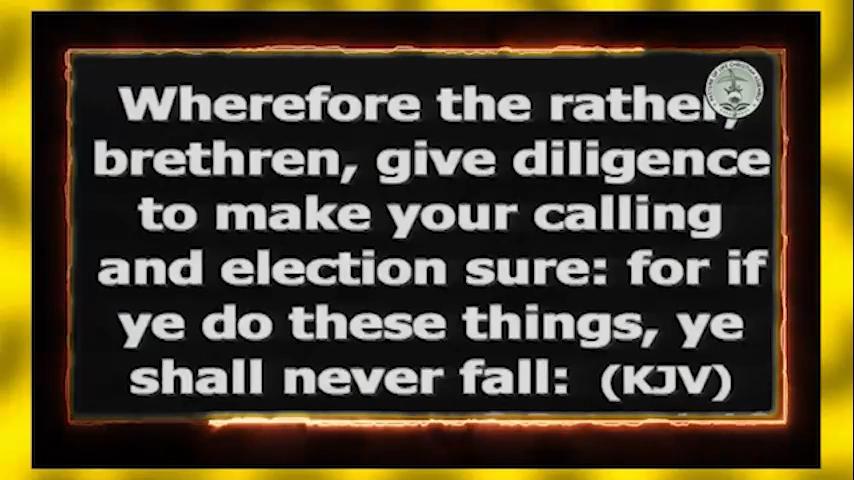 Wherefore the rather,
brethren, give diligence
to make your calling
and election sure: for if
ye do these things, ye
shall never fall: (KJV)